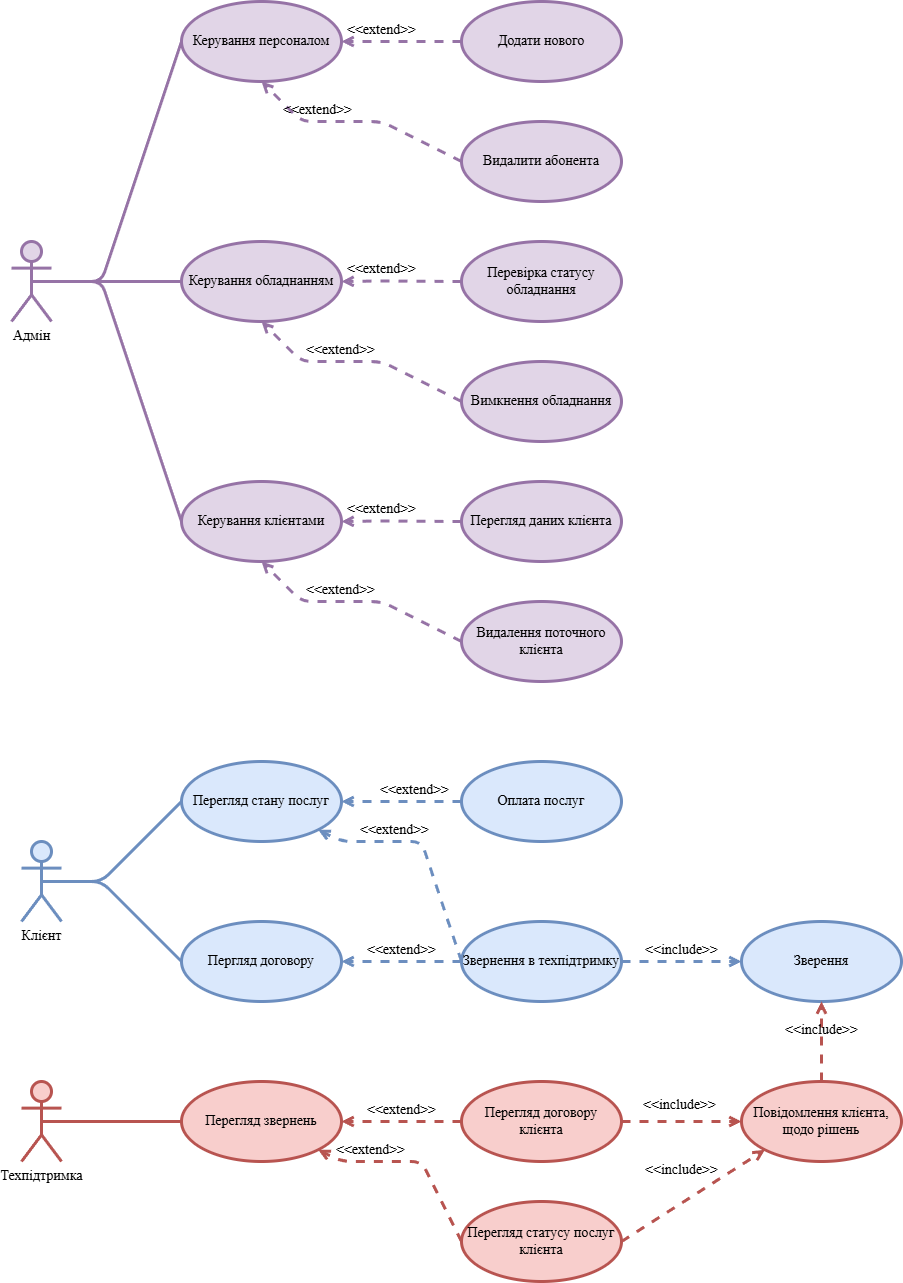 Керування персоналом
<<extend>>
Додати нового
<<extend>>
Видалити абонента
Адмін
Керування обладнанням
<<extend>>
Перевірка статусу
обладнання
<<extend>>
Вимкнення обладнання
Керування клієнтами
<<extend>>
Перегляд даних клієнта
<<extend>>
Видалення поточного
клієнта
Клієнт
Перегляд стану послуг
<<extend>>
Оплата послуг
<<extend>>
Пергляд договору
<<extend>>
Звернення в техпідтримку
<<include>>
Зверення
<<include>>
Техпідтримка
Перегляд звернень
<<extend>>
Перегляд договору
клієнта
<<include>>
Повідомлення клієнта,
щодо рішень
<<extend>>
<<include>>
Перегляд статусу послуг
клієнта